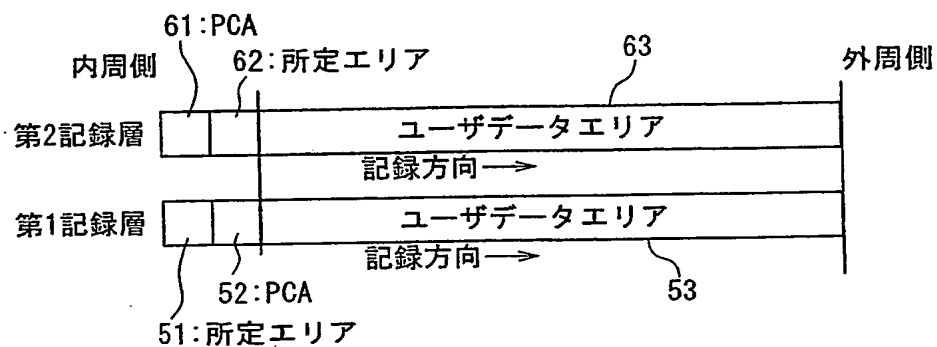 61:PCA
内周側
62:所定エリア
63
外周側
第2記録層
ユーザデータエリア
記録方向→
第1記録層
ユーザデータエリア
記録方向→
52:PCA
53
51:所定エリア